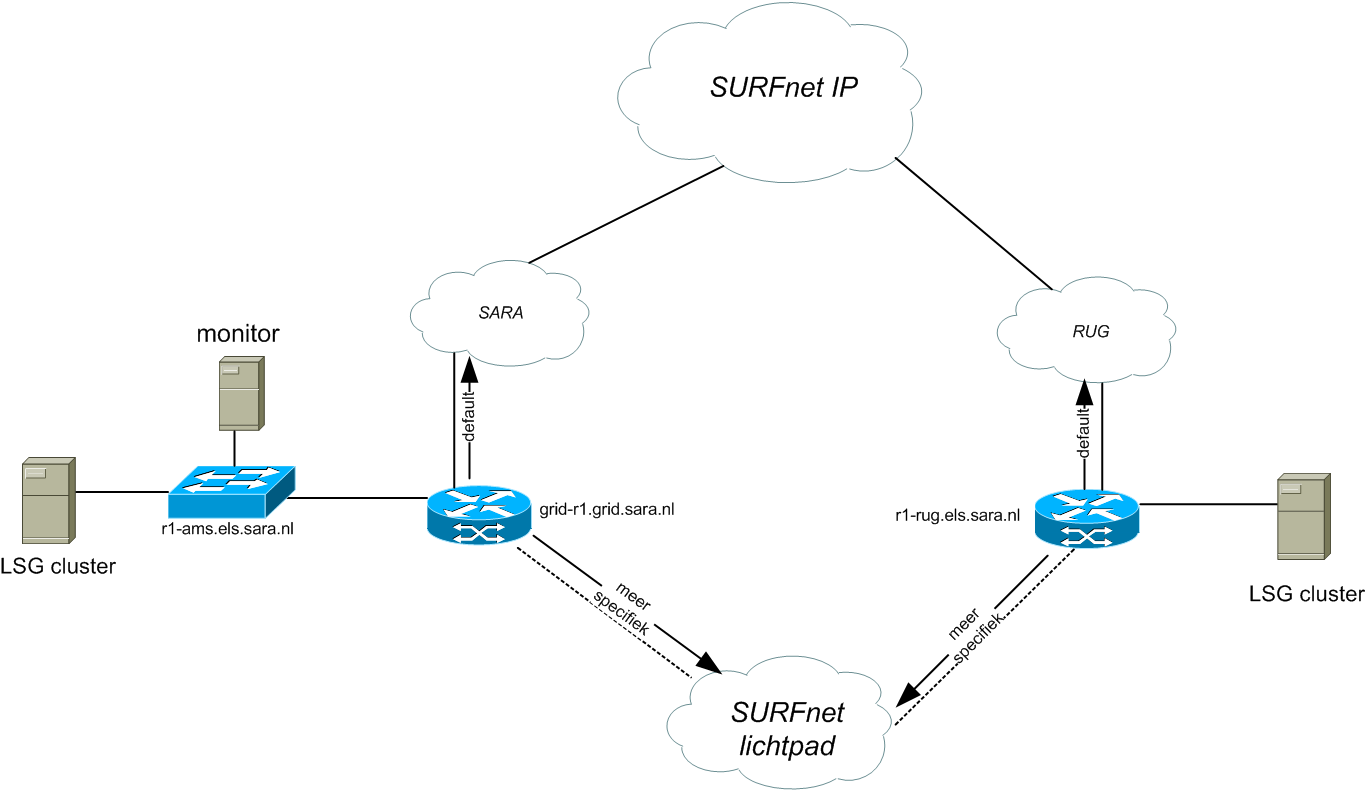 SURFnet IP
SARA
RUG
monitor
default
default
LSG cluster
r1-ams.els.sara.nl
grid-r1.grid.sara.nl
r1-rug.els.sara.nl
LSG cluster
meer
specifiek
meer
specifiek
SURFnet
lichtpad